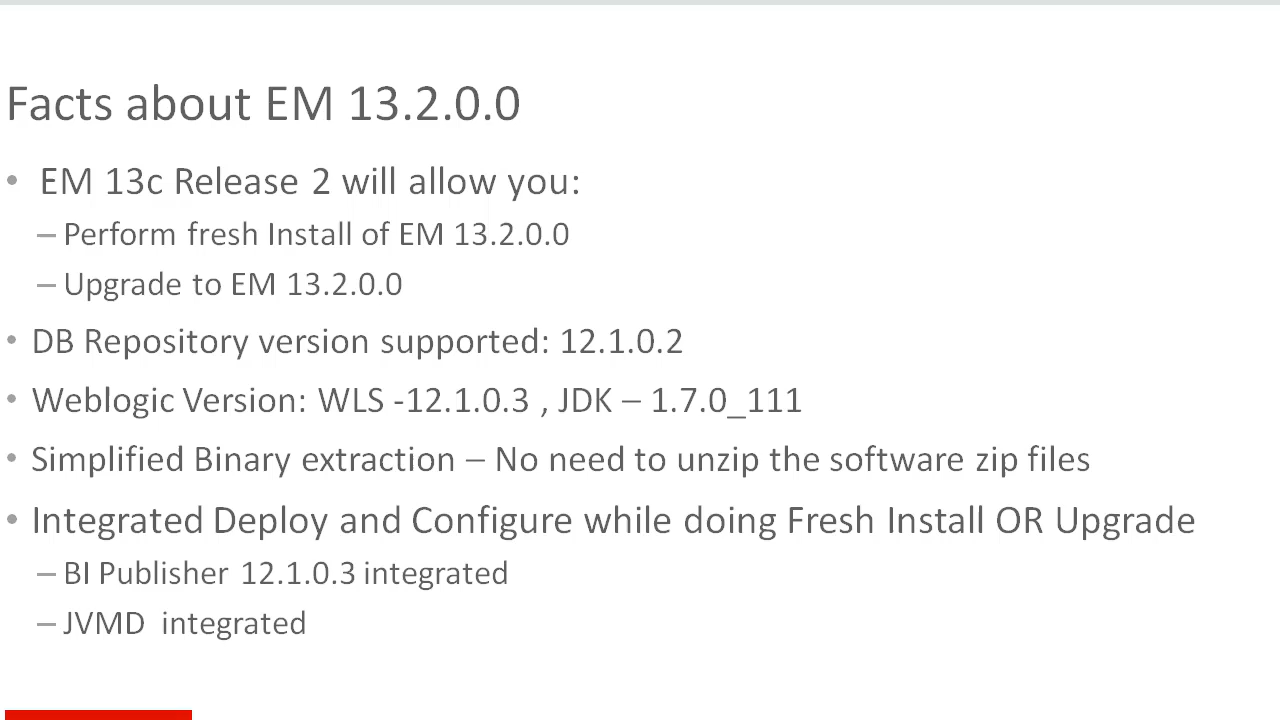 Facts about EM 13.2.0.0
• EM 13c Release 2 will allow you:
– Perform fresh Install of EM 13.2.0.0
– Upgrade to EM 13.2.0.0
• DB Repository version supported: 12.1.0.2
• Weblogic Version: WLS -12.1.0.3 , JDK – 1.7.0_111
• Simplified Binary extraction – No need to unzip the software zip files
• Integrated Deploy and Configure while doing Fresh Install OR Upgrade
– BI Publisher 12.1.0.3 integrated
– JVMD integrated